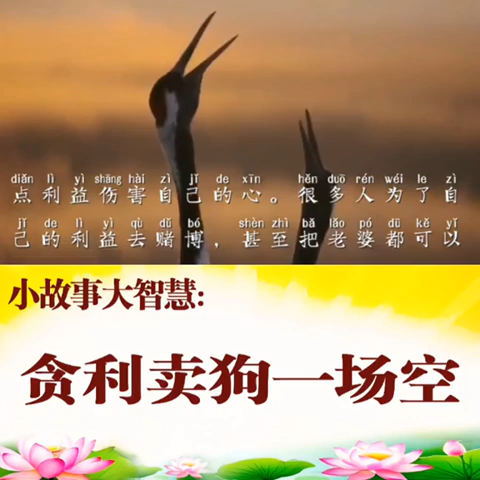 diǎn lì yì shāng hài zì jǐ de xīn hěn duō rén wéi le zì
点利益伤害自己的心。很多人为了自
jǐ de lì yì qù dǔ bó shèn zhì bǎ lǎo pó dū kě yǐ
己的利益去赌博，甚至把老婆都可以
小故事大智慧:
贪利卖狗一场空